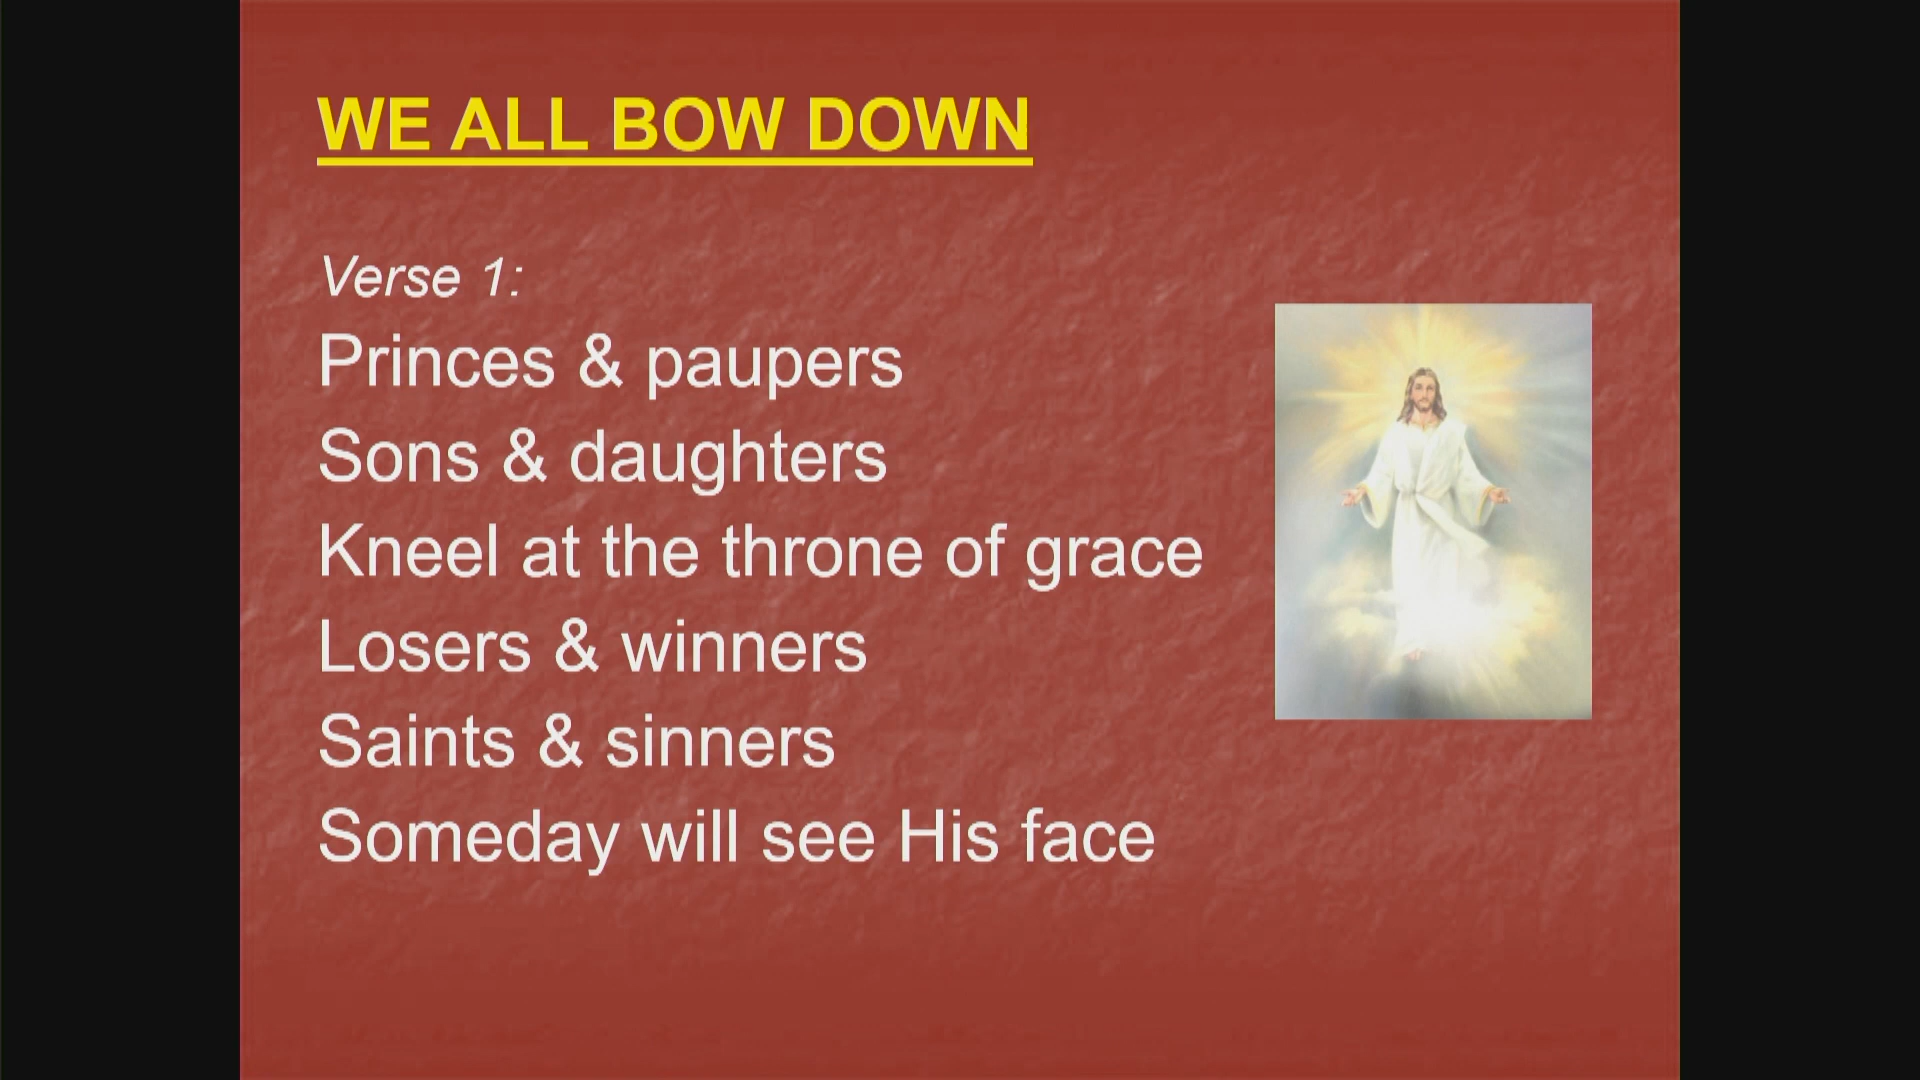 WE ALL BOW DOWN
Verse 1:
Princes & paupers
Sons & daughters
Kneel at the throne of grace
Losers & winners
Saints & sinners
Someday will see His face